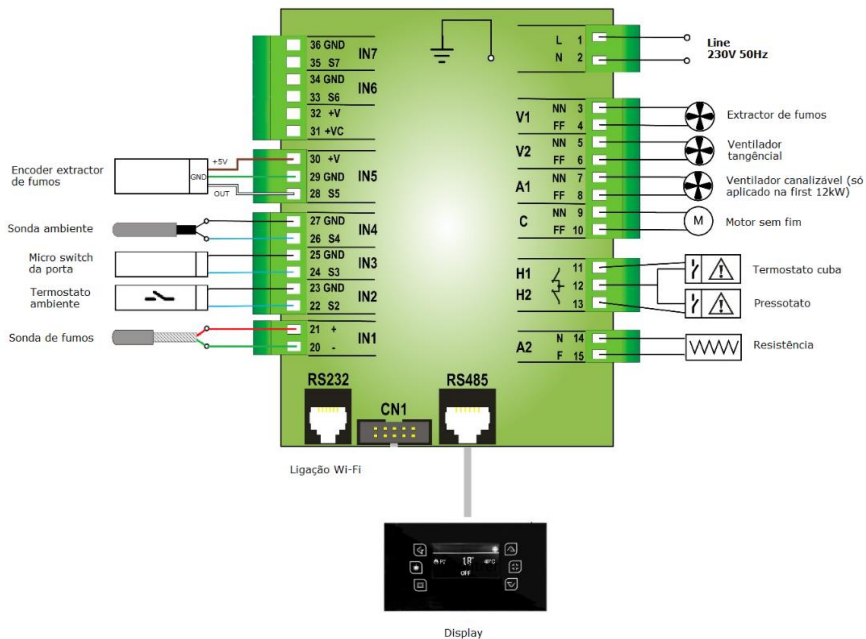 36 GND
35 S7
IN7
34 GND
33 S6
IN6
32 +V
31 +VC
30 +V
29 GND
28 S5
IN5
27 GND
26 S4
IN4
25 GND
24 S3
IN3
23 GND
22 S2
IN2
21 +
20 -
IN1
Encoder extractor
de fumos
+5V
GND
OUT
Sonda ambiente
Micro switch
da porta
Termostato
ambiente
Sonda de fumos
L 1
N 2
Line
230V 50Hz
V1
NN 3
FF 4
Extractor de fumos
V2
NN 5
FF 6
Ventilador
tangêncial
A1
NN 7
FF 8
Ventilador canalizável (só
aplicado na first 12kW)
C
NN 9
FF 10
M
Motor sem fim
H1
H2
11
12
13
Termostato cuba
Pressotato
A2
N 14
F 15
Resistência
RS232
CN1
RS485
Ligação Wi-Fi
OFF
Display